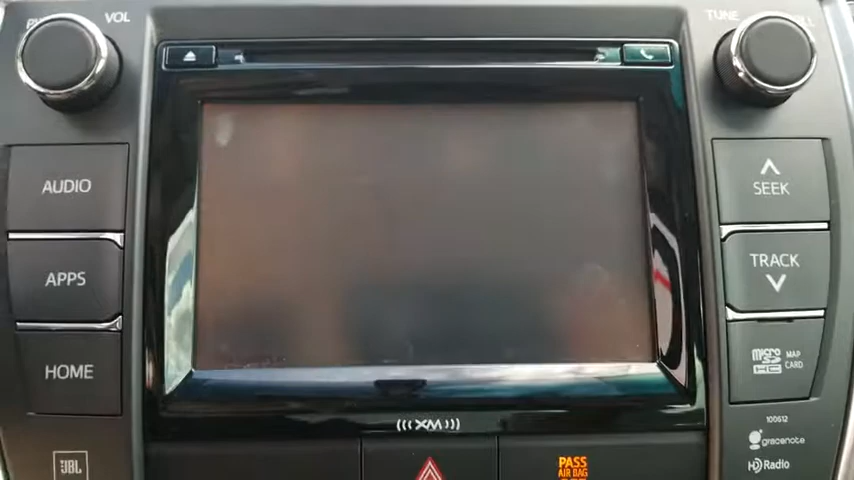 VOL
TUNE
AUDIO
SEEK
APPS
TRACK
HOME
micro
SD
HC
MAP
CARD
XM
100612
gracenote
HD Radio
JBL
PASS
AIR BAG